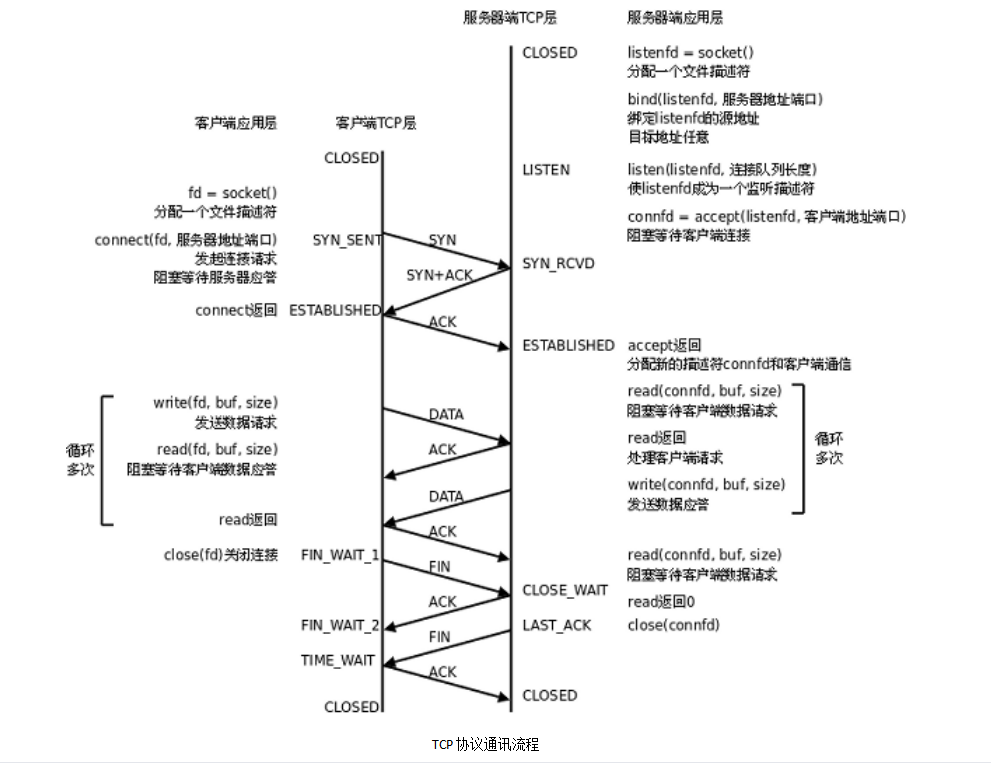 服务器端TCP层
服务器端应用层
CLOSED
listenfd = socket()
分配一个文件描述符
bind(listenfd, 服务器地址端口)
绑定listenfd的源地址
目标地址任意
客户端应用层
客户端TCP层
CLOSED
LISTEN
listen(listenfd, 连接队列长度)
使listenfd成为一个监听描述符
fd = socket()
分配一个文件描述符
connfd = accept(listenfd, 客户端地址端口)
阻塞等待客户端连接
connect(fd, 服务器地址端口)
发起连接请求
阻塞等待服务器应答
SYN_SENT
SYN
SYN_RCVD
SYN+ACK
connect返回
ESTABLISHED
ACK
ESTABLISHED
accept返回
分配新的描述符connfd和客户端通信
循环
多次
write(fd, buf, size)
发送数据请求
read(fd, buf, size)
阻塞等待客户端数据应答
read返回
DATA
ACK
DATA
ACK
read(connfd, buf, size)
阻塞等待客户端数据请求
read返回
处理客户端请求
write(connfd, buf, size)
发送数据应答
循环
多次
close(fd)关闭连接
FIN_WAIT_1
FIN
read(connfd, buf, size)
阻塞等待客户端数据请求
CLOSE_WAIT
read返回0
ACK
FIN_WAIT_2
LAST_ACK
close(connfd)
FIN
TIME_WAIT
ACK
CLOSED
CLOSED
TCP 协议通讯流程